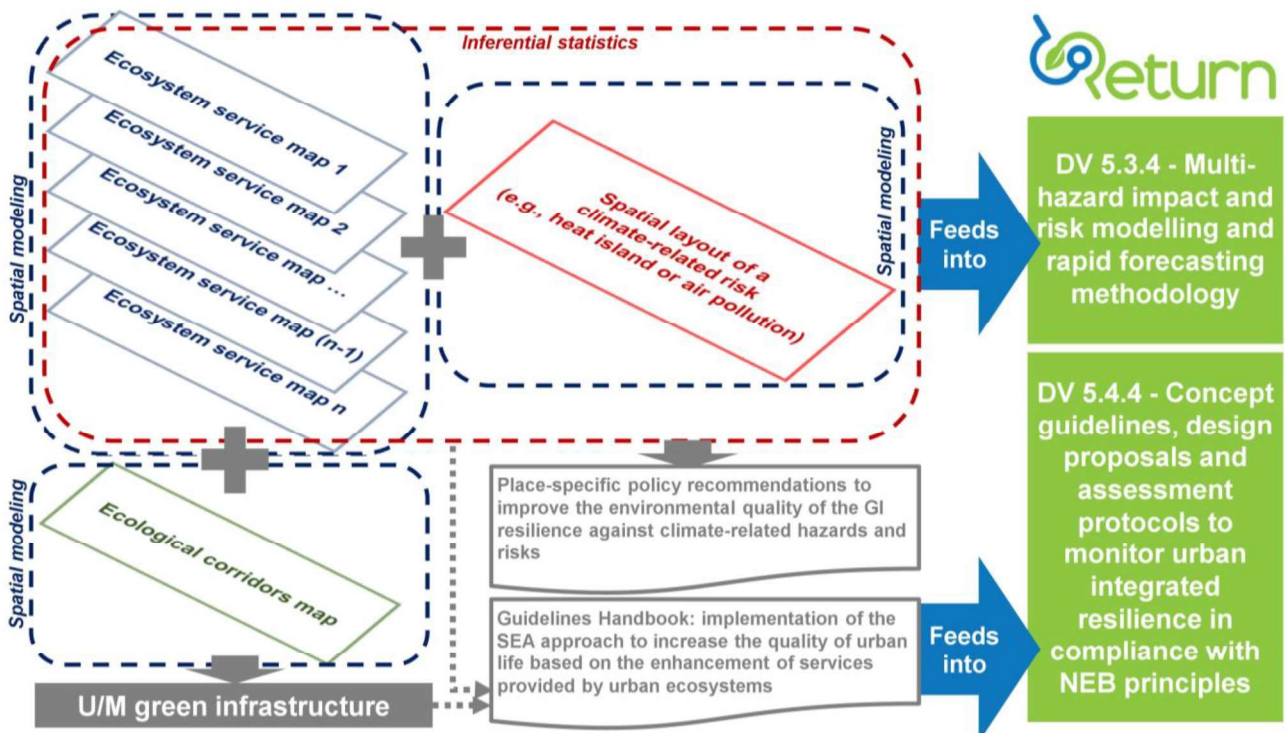 Inferential statistics
Spatial modeling
Ecosystem service map 1
Ecosystem service map 2
Ecosystem service map ...
Ecosystem service map (n-1)
Ecosystem service map n
Spatial layout of a
climate-related risk
(e.g., heat island or air pollution)
Spatial modeling
Feeds
into
Return
DV 5.3.4 - Multi-
hazard impact and
risk modelling and
rapid forecasting
methodology
Spatial modeling
Ecological corridors map
U/M green infrastructure
Place-specific policy recommendations to
improve the environmental quality of the GI
resilience against climate-related hazards and
risks
Guidelines Handbook: implementation of the
SEA approach to increase the quality of urban
life based on the enhancement of services
provided by urban ecosystems
Feeds
into
DV 5.4.4 - Concept
guidelines, design
proposals and
assessment
protocols to
monitor urban
integrated
resilience in
compliance with
NEB principles